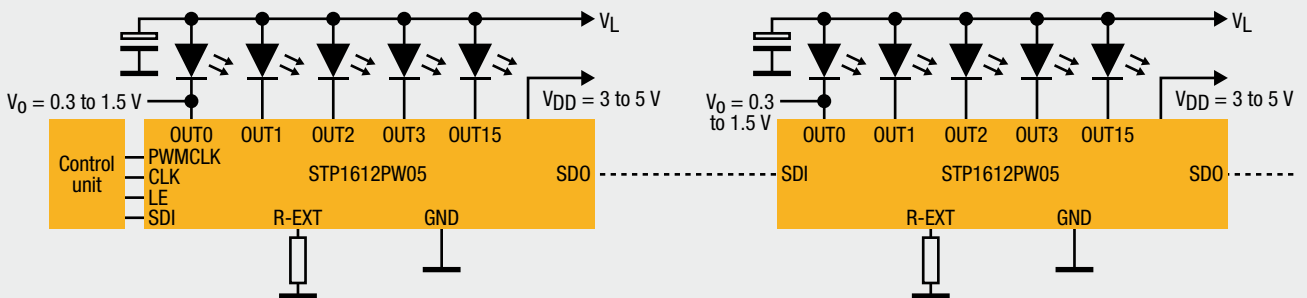 VL
VL
VO = 0.3 to 1.5 V
VDD = 3 to 5 V
VO = 0.3
to 1.5 V
VDD = 3 to 5 V
OUT0 OUT1 OUT2 OUT3 OUT15
OUT0 OUT1 OUT2 OUT3 OUT15
Control
unit
PWMCLK
CLK
LE
SDI
STP1612PW05
SDO
SDI
STP1612PW05
SDO
R-EXT
GND
R-EXT
GND